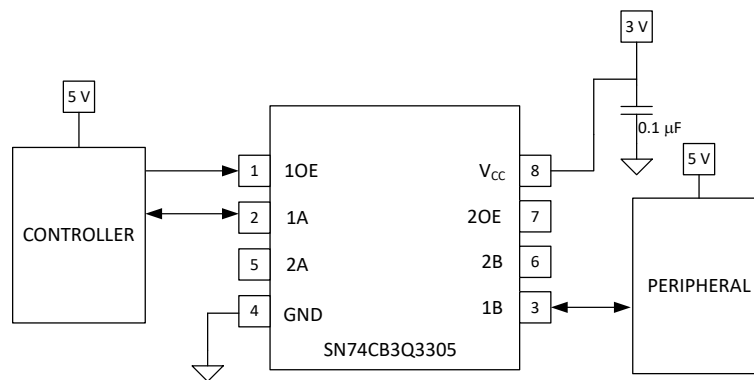 3 V
5 V
0.1 µF
5 V
1 1OE
V_CC 8
2 1A
2OE 7
CONTROLLER
5 2A
2B 6
PERIPHERAL
4 GND
1B 3
SN74CB3Q3305